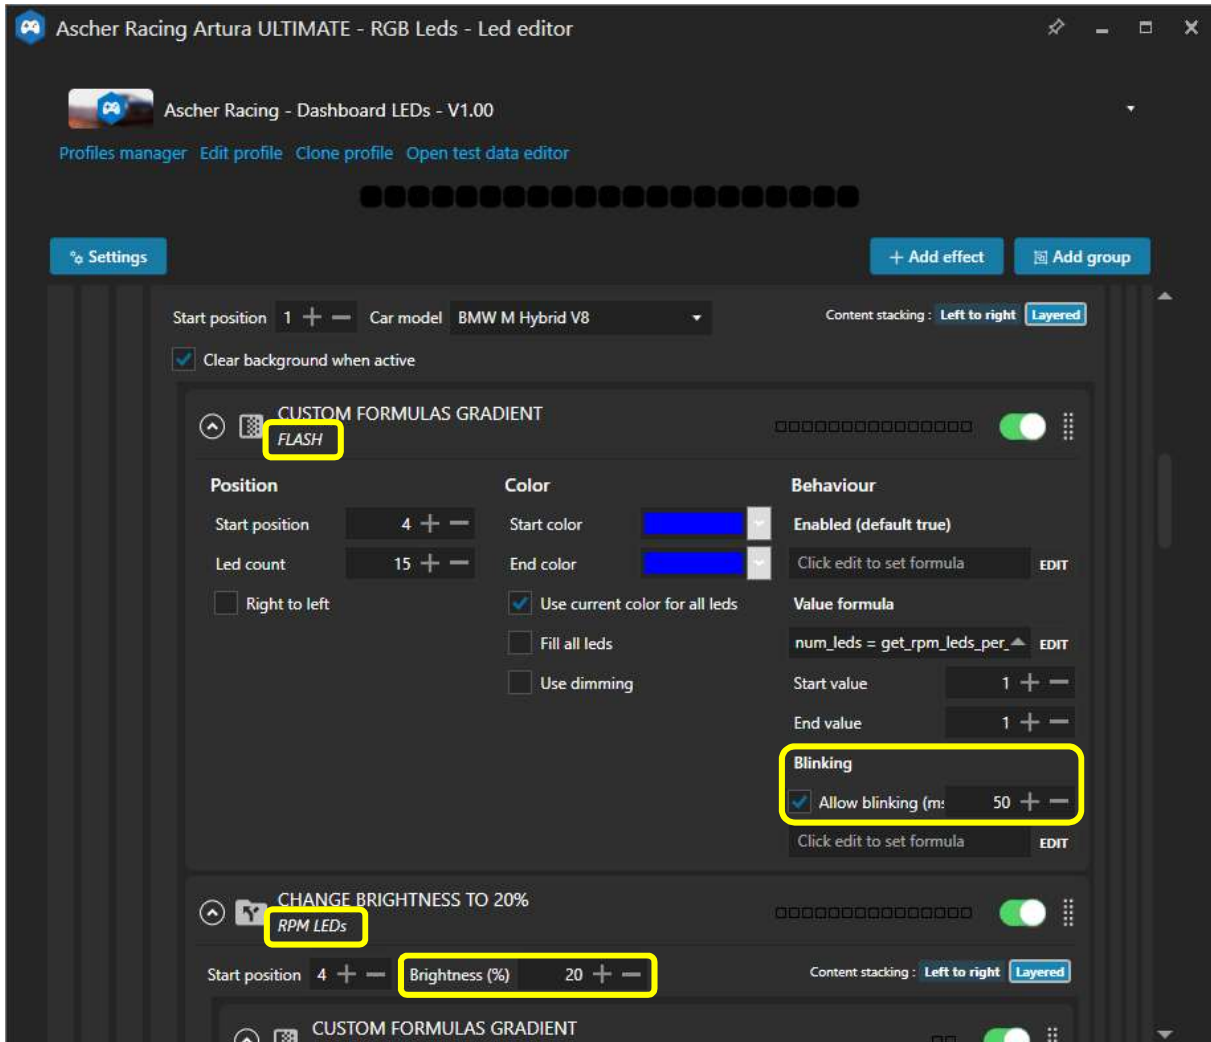 Ascher Racing Artura ULTIMATE - RGB Leds - Led editor
Ascher Racing - Dashboard LEDs - V1.00
Profiles manager Edit profile Clone profile Open test data editor
Settings + Add effect Add group
Start position 1 + − Car model BMW M Hybrid V8 Content stacking : Left to right Layered
Clear background when active
CUSTOM FORMULAS GRADIENT
FLASH
Position Color Behaviour
Start position 4 + − Start color Enabled (default true)
Led count 15 + − End color Click edit to set formula EDIT
Right to left Use current color for all leds Value formula
Fill all leds num_leds = get_rpm_leds_per_ EDIT
Use dimming Start value 1 + −
End value 1 + −
Blinking
Allow blinking (ms 50 + −
Click edit to set formula EDIT
CHANGE BRIGHTNESS TO 20%
RPM LEDs
Start position 4 + − Brightness (%) 20 + − Content stacking : Left to right Layered
CUSTOM FORMULAS GRADIENT